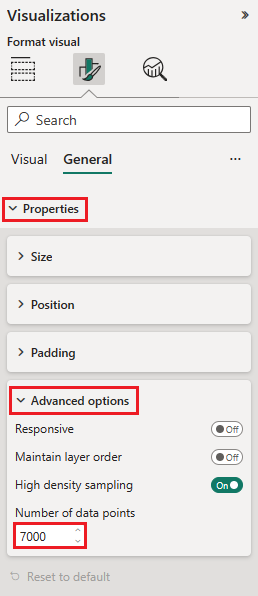 Visualizations
Format visual
Search
Visual General ...
Properties
Size
Position
Padding
Advanced options
Responsive Off
Maintain layer order Off
High density sampling On
Number of data points
7000
Reset to default